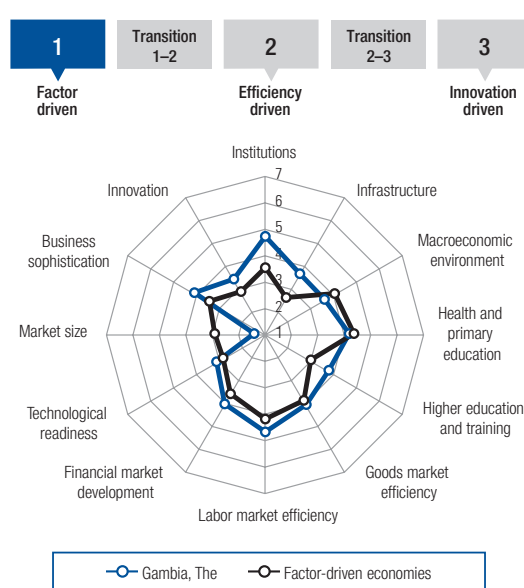 1
Transition
1–2
2
Transition
2–3
3
Factor
driven
Efficiency
driven
Innovation
driven
Institutions
7
Innovation
Infrastructure
6
Business
sophistication
5
Macroeconomic
environment
4
3
2
Market size
1
Health and
primary
education
Technological
readiness
Higher education
and training
Financial market
development
Goods market
efficiency
Labor market efficiency
Gambia, The
Factor-driven economies